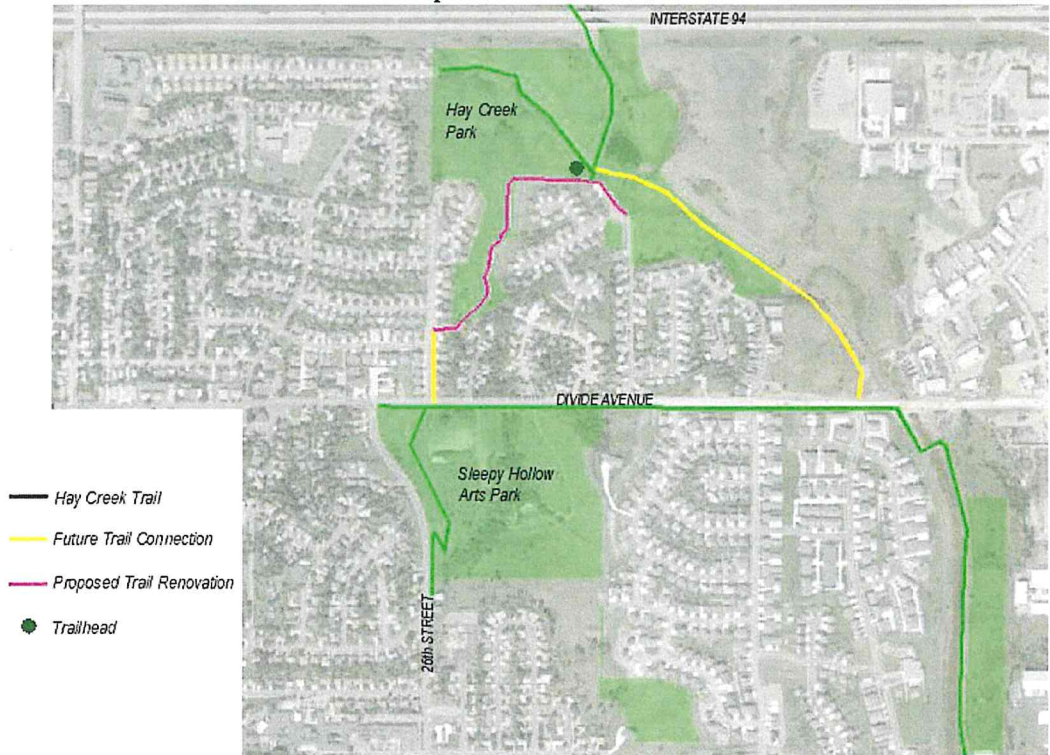 INTERSTATE 94
Hay Creek
Park
DIVIDE AVENUE
Sleepy Hollow
Arts Park
26th STREET
Hay Creek Trail
Future Trail Connection
Proposed Trail Renovation
Trailhead